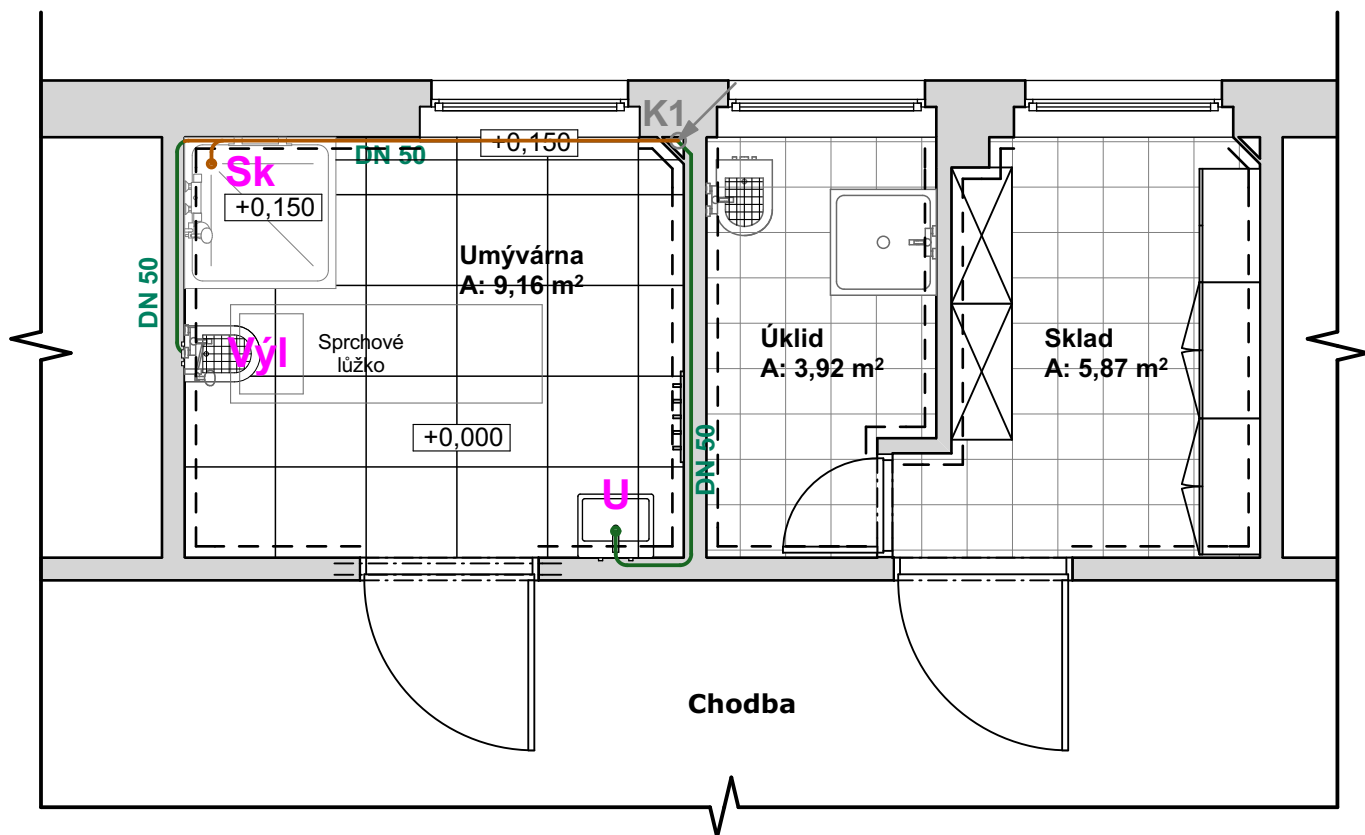 K1
+0,150
DN 50
Sk
+0,150
Umývárna
A: 9,16 m²
DN 50
Výl
Sprchové
lůžko
Úklid
A: 3,92 m²
Sklad
A: 5,87 m²
+0,000
DN 50
U
Chodba